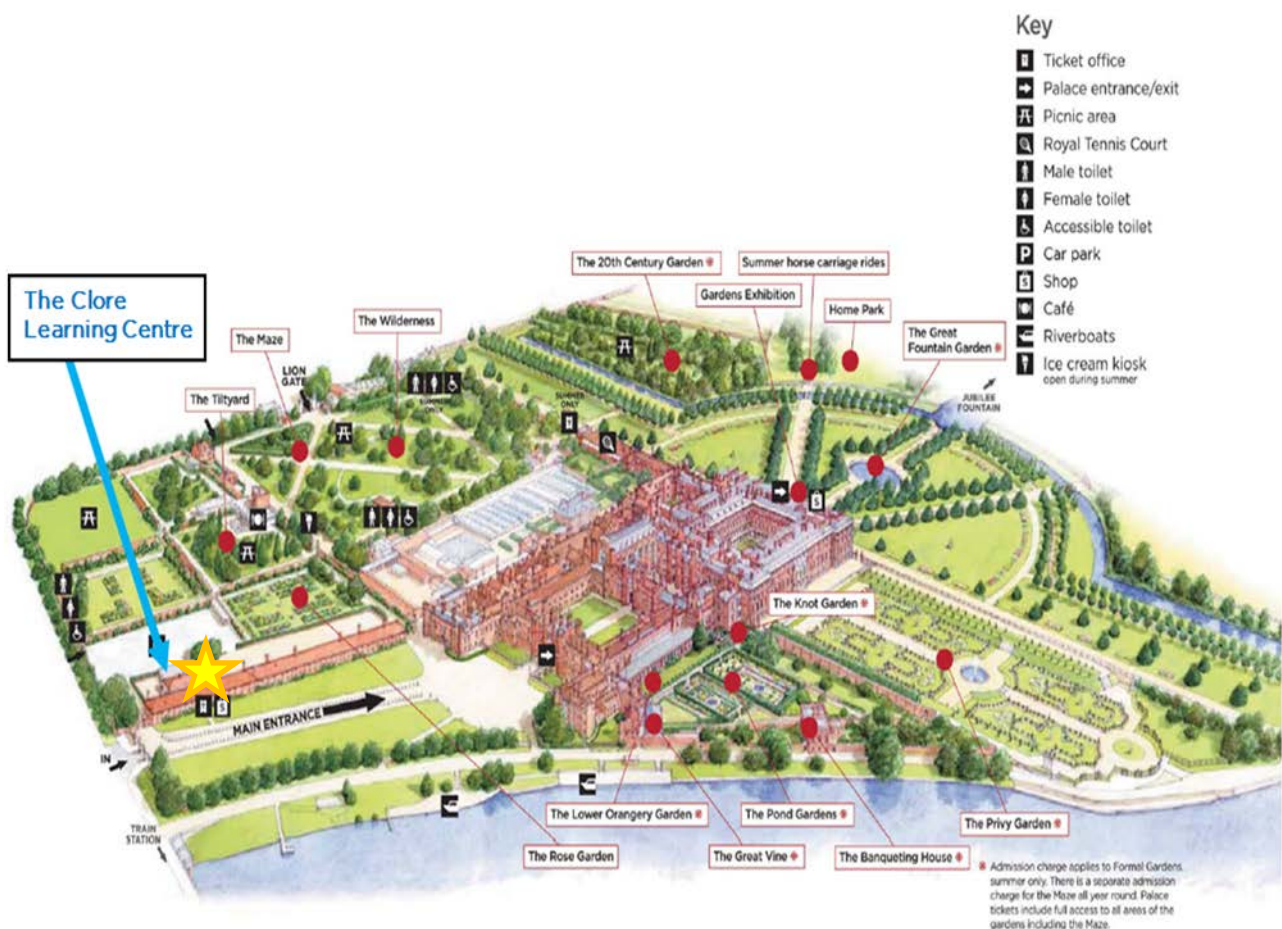 Key
Ticket office
Palace entrance/exit
Picnic area
Royal Tennis Court
Male toilet
Female toilet
Accessible toilet
P Car park
S Shop
Café
Riverboats
Ice cream kiosk
open during summer
The Clore
Learning Centre
The 20th Century Garden
Summer horse carriage rides
Gardens Exhibition
Home Park
The Great
Fountain Garden
JUBILEE
FOUNTAIN
The Wilderness
The Maze
LION
GATE
The Tiltyard
SUMMER
ONLY
SUMMER
ONLY
S
The Knot Garden
S
MAIN ENTRANCE
IN
TRAIN
STATION
The Lower Orangery Garden
The Pond Gardens
The Privy Garden
The Rose Garden
The Great Vine
The Banqueting House
Admission charge applies to Formal Gardens
summer only. There is a separate admission
charge for the Maze all year round. Palace
tickets include full access to all areas of the
gardens including the Maze.